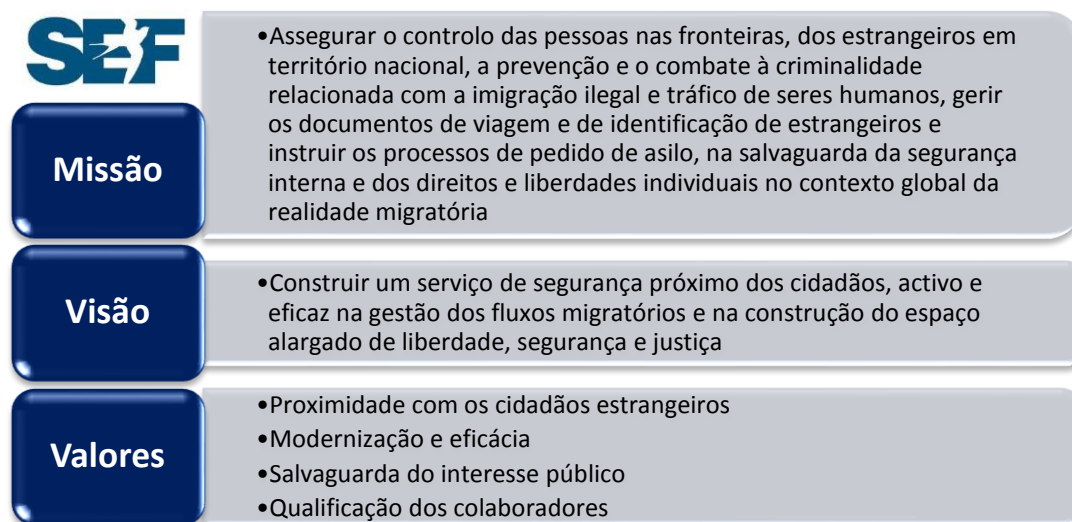 SEF
•Assegurar o controlo das pessoas nas fronteiras, dos estrangeiros em
território nacional, a prevenção e o combate à criminalidade
relacionada com a imigração ilegal e tráfico de seres humanos, gerir
os documentos de viagem e de identificação de estrangeiros e
instruir os processos de pedido de asilo, na salvaguarda da segurança
interna e dos direitos e liberdades individuais no contexto global da
realidade migratória
Missão
•Construir um serviço de segurança próximo dos cidadãos, activo e
eficaz na gestão dos fluxos migratórios e na construção do espaço
alargado de liberdade, segurança e justiça
Visão
•Proximidade com os cidadãos estrangeiros
•Modernização e eficácia
•Salvaguarda do interesse público
•Qualificação dos colaboradores
Valores